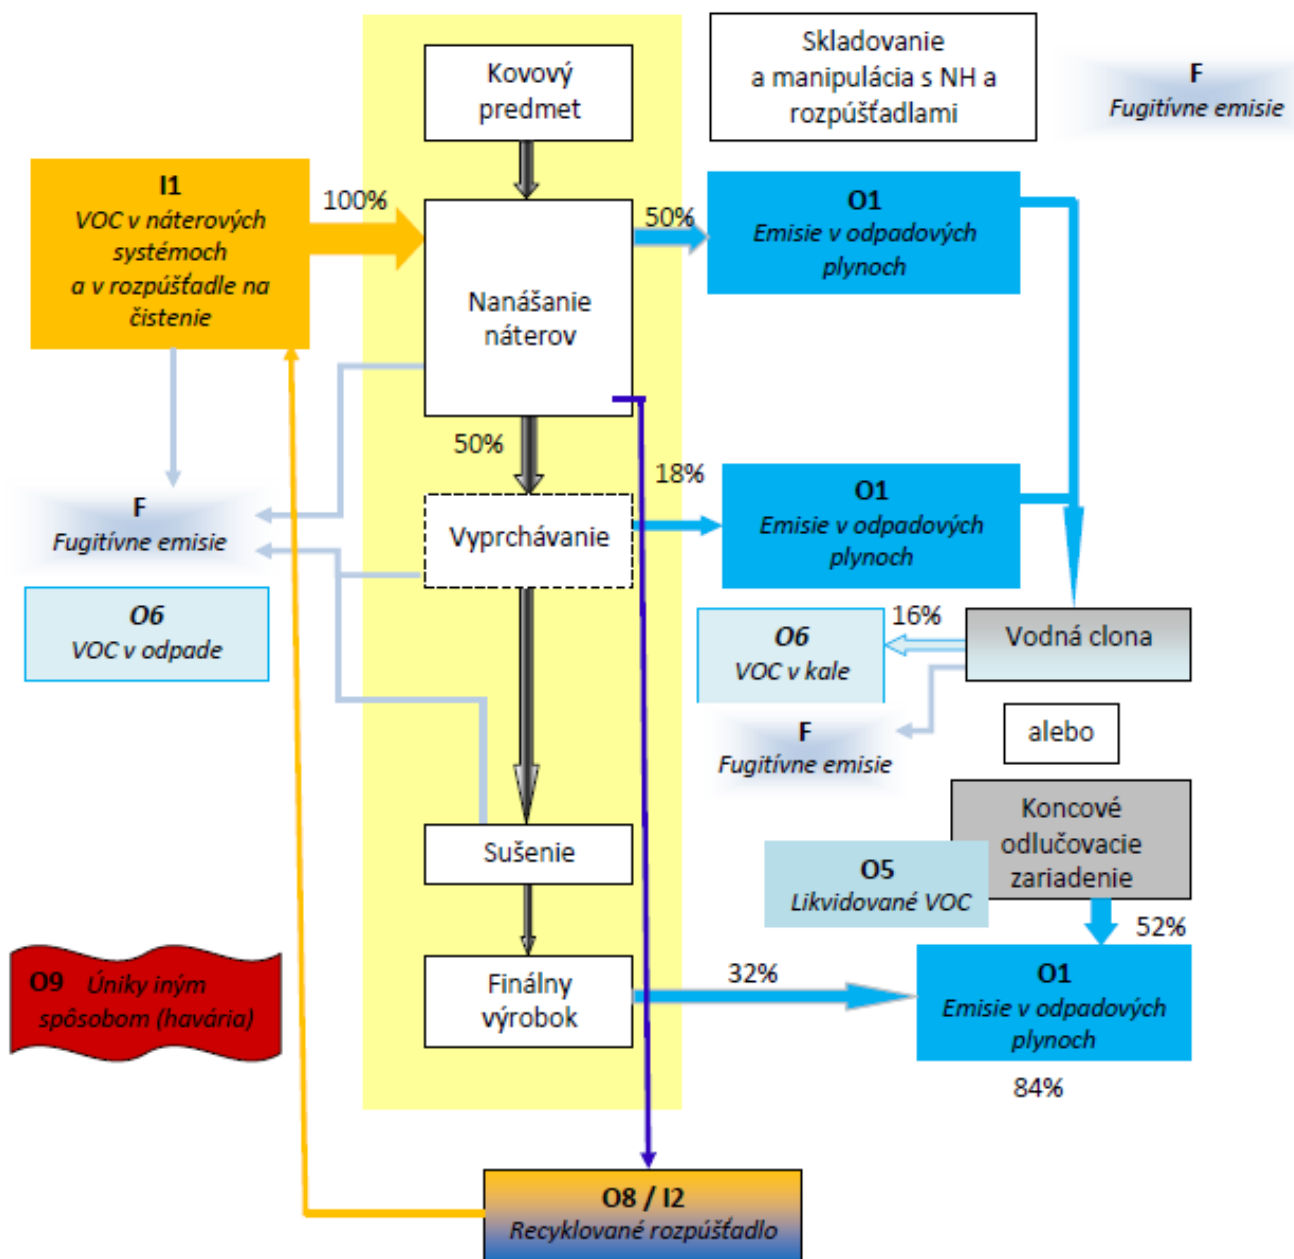 Kovový
predmet
Skladovanie
a manipulácia s NH a
rozpúšťadlami
F
Fugitívne emisie
I1
VOC v náterových
systémoch
a v rozpúšťadle na
čistenie
100%
Nanášanie
náterov
50%
O1
Emisie v odpadových
plynoch
50%
F
Fugitívne emisie
Vyprchávanie
18%
O1
Emisie v odpadových
plynoch
O6
VOC v odpade
O6
VOC v kale
16%
Vodná clona
F
Fugitívne emisie
alebo
Koncové
odlučovacie
zariadenie
O5
Likvidované VOC
Sušenie
52%
O9 Úniky iným
spôsobom (havária)
Finálny
výrobok
32%
O1
Emisie v odpadových
plynoch
84%
O8 / I2
Recyklované rozpúšťadlo